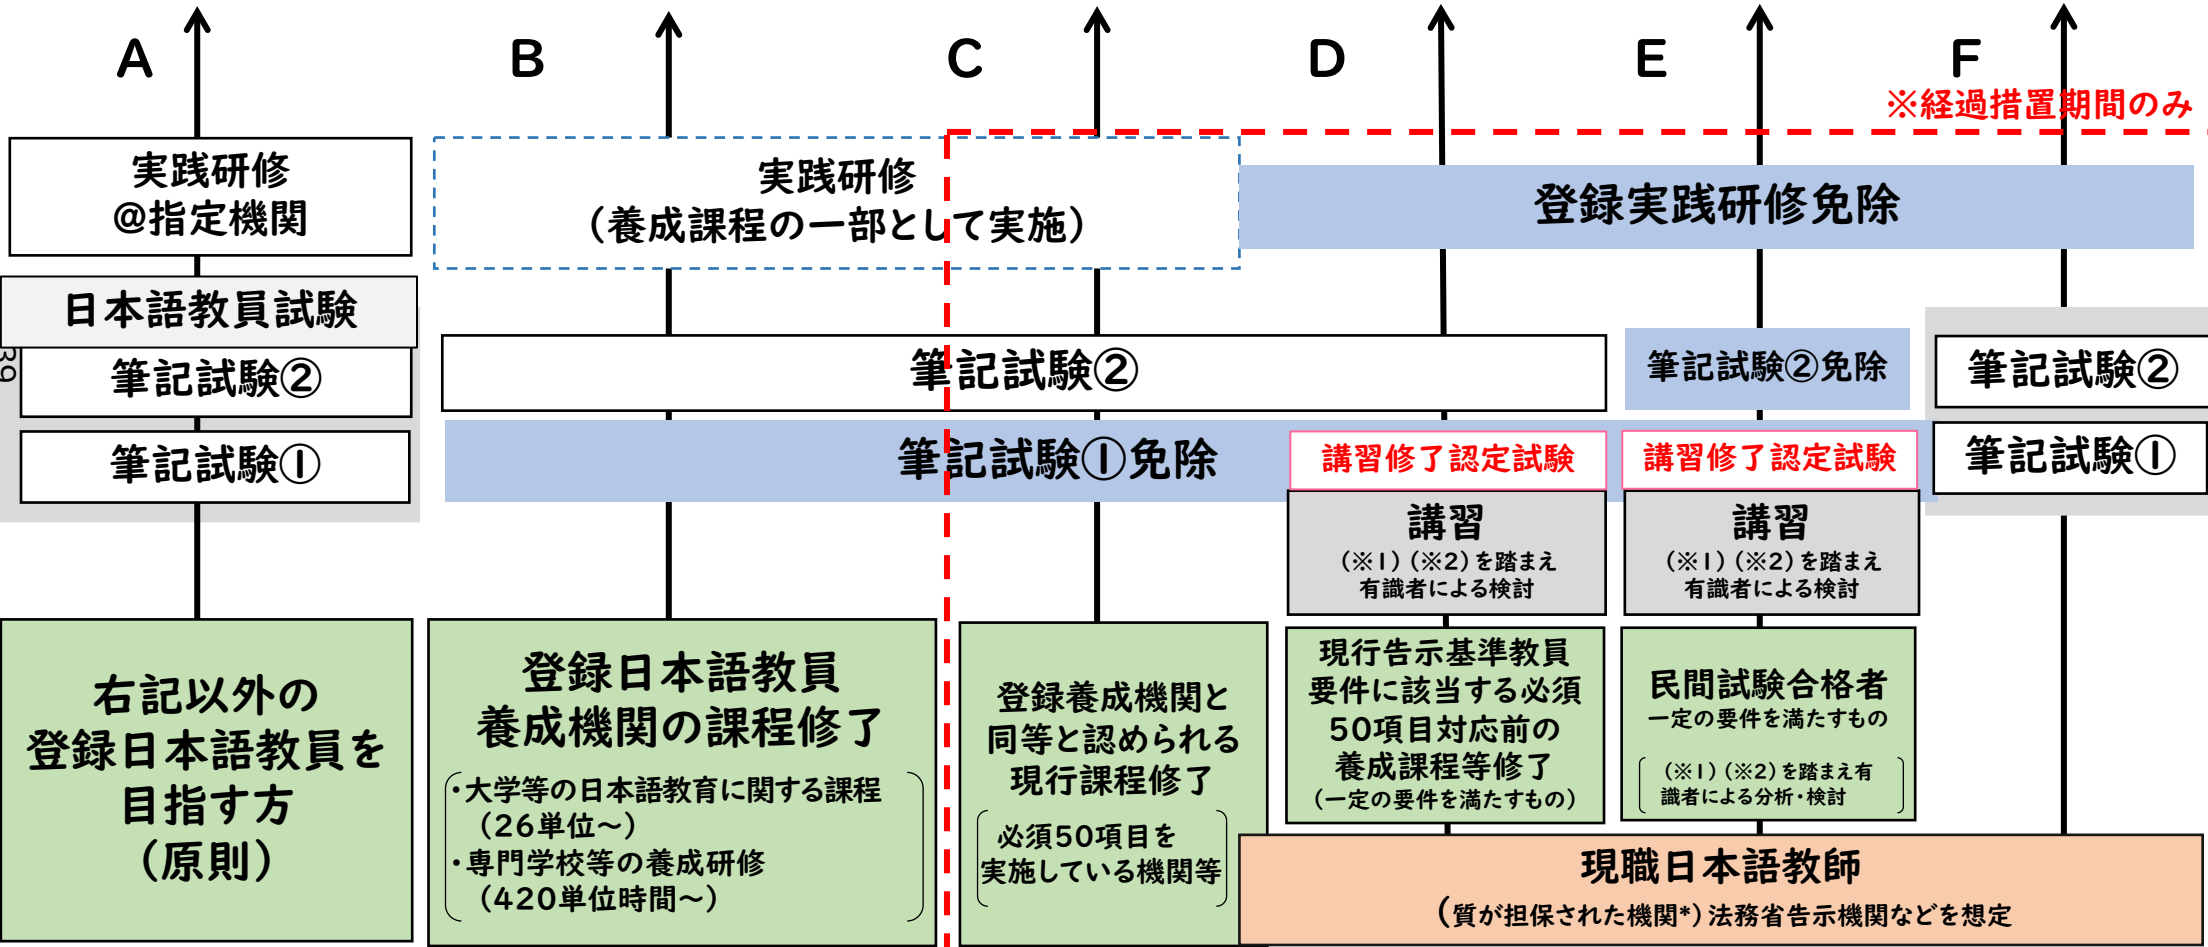 A
B
C
D
E
F
※経過措置期間のみ
実践研修
@指定機関
実践研修
(養成課程の一部として実施)
登録実践研修免除
日本語教員試験
39
筆記試験②
筆記試験②
筆記試験②免除
筆記試験②
筆記試験①
筆記試験①免除
講習修了認定試験
講習修了認定試験
筆記試験①
講習
(※1)(※2)を踏まえ
有識者による検討
講習
(※1)(※2)を踏まえ
有識者による検討
右記以外の
登録日本語教員を
目指す方
(原則)
登録日本語教員
養成機関の課程修了
・大学等の日本語教育に関する課程
(26単位~)
・専門学校等の養成研修
(420単位時間~)
登録養成機関と
同等と認められる
現行課程修了
必須50項目を
実施している機関等
現行告示基準教員
要件に該当する必須
50項目対応前の
養成課程等修了
(一定の要件を満たすもの)
民間試験合格者
一定の要件を満たすもの
(※1)(※2)を踏まえ有
識者による分析・検討
現職日本語教師
(質が担保された機関*)法務省告示機関などを想定